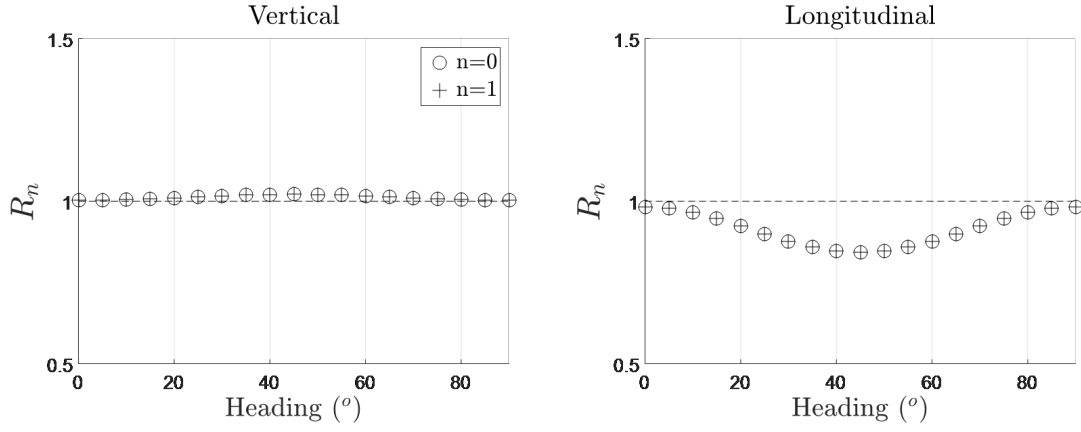 Vertical
1.5
n=0
n=1
R_n
1
0.5
0 20 40 60 80
Heading (^o)
Longitudinal
1.5
R_n
1
0.5
0 20 40 60 80
Heading (^o)